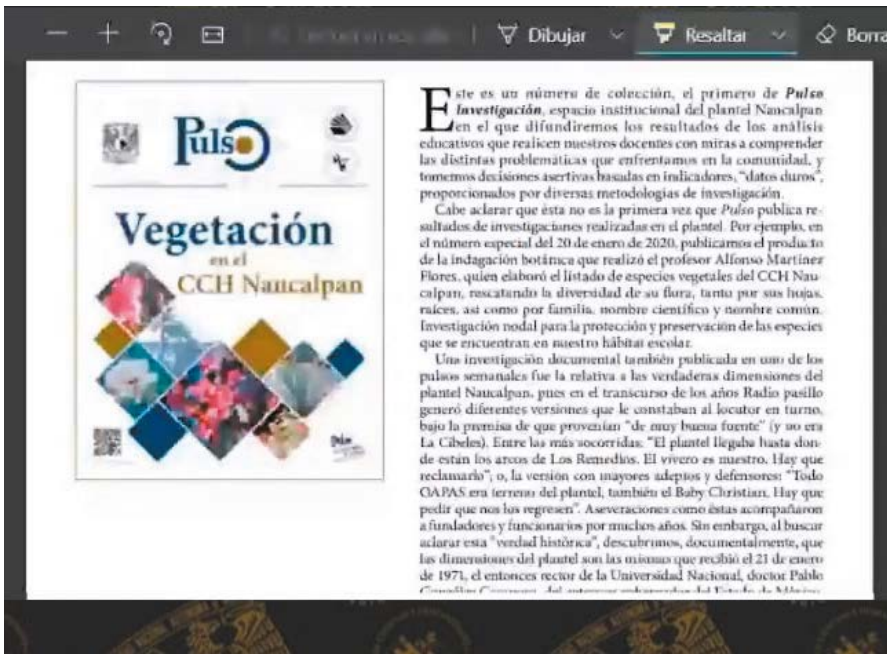 Dibujar
Resaltar
Borra
Pulso
Vegetación
en el
CCH Naucalpan
Este es un número de colección, el primero de Pulso
Investigación, espacio institucional del plantel Naucalpan
en el que difundiremos los resultados de los análisis
educativos que realicen nuestros docentes con miras a comprender
las distintas problemáticas que enfrentamos en la comunidad, y
tomemos decisiones asertivas basadas en indicadores, "datos duros",
proporcionados por diversas metodologías de investigación.
Cabe aclarar que ésta no es la primera vez que Pulso publica re-
sultados de investigaciones realizadas en el plantel. Por ejemplo, en
el número especial del 20 de enero de 2020, publicamos el producto
de la indagación botánica que realizó el profesor Alfonso Martínez
Flores, quien elaboró el listado de especies vegetales del CCH Nau-
calpan, rescatando la diversidad de su flora, tanto por sus hojas,
raíces, así como por familia, nombre científico y nombre común.
Investigación nodal para la protección y preservación de las especies
que se encuentran en nuestro hábitat escolar.
Una investigación documental también publicada en uno de los
pulsos semanales fue la relativa a las verdaderas dimensiones del
plantel Naucalpan, pues en el transcurso de los años Radio pasillo
generó diferentes versiones que le constaban al locutor en turno,
bajo la premisa de que provenían "de muy buena fuente" (y no era
La Cibeles). Entre las más socorridas: "El plantel llegaba hasta don-
de están los arcos de Los Remedios. El vivero es nuestro. Hay que
reclamarlo"; o, la versión con mayores adeptos y defensores: "Todo
OAPAS era terreno del plantel, también el Baby Christian. Hay que
pedir que nos los regresen". Aseveraciones como éstas acompañaron
a fundadores y funcionarios por muchos años. Sin embargo, al buscar
aclarar esta "verdad histórica", descubrimos, documentalmente, que
las dimensiones del plantel son las mismas que recibió el 21 de enero
de 1971, el entonces rector de la Universidad Nacional, doctor Pablo